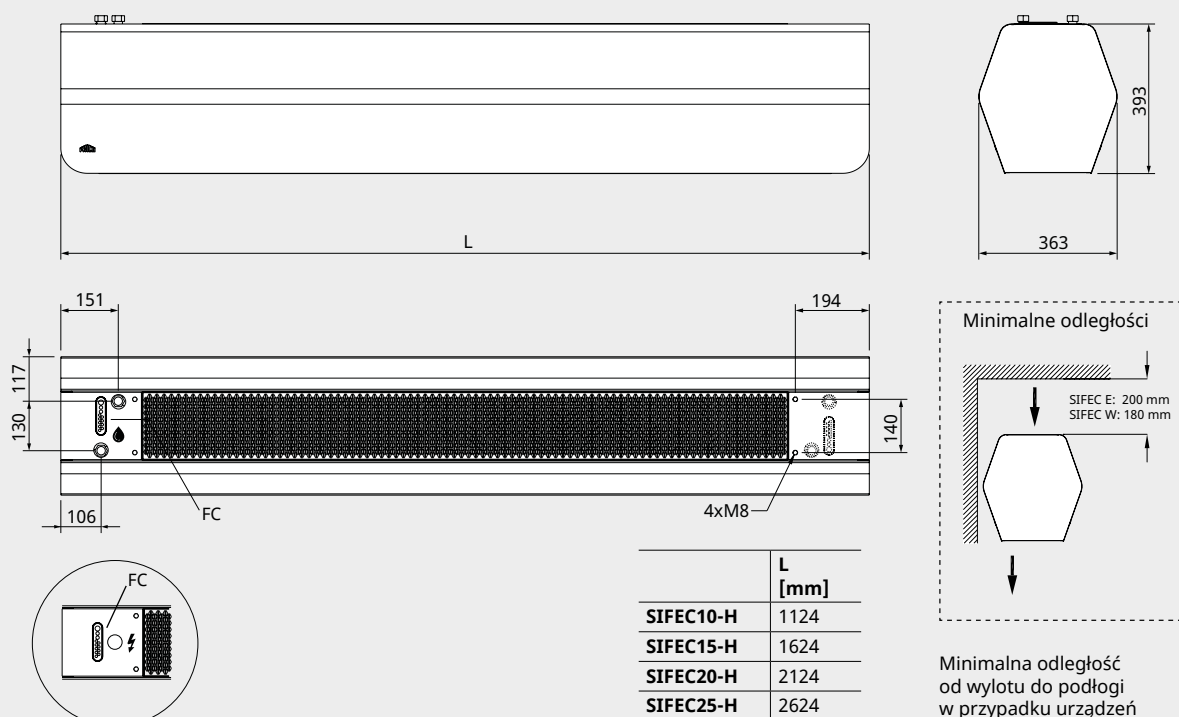 393
363
L
151
194
117
130
140
106
FC
4xM8
Minimalne odległości
SIFEC E: 200 mm
SIFEC W: 180 mm
FC
L
[mm]
SIFEC10-H 1124
SIFEC15-H 1624
SIFEC20-H 2124
SIFEC25-H 2624
Minimalna odległość
od wylotu do podłogi
w przypadku urządzeń